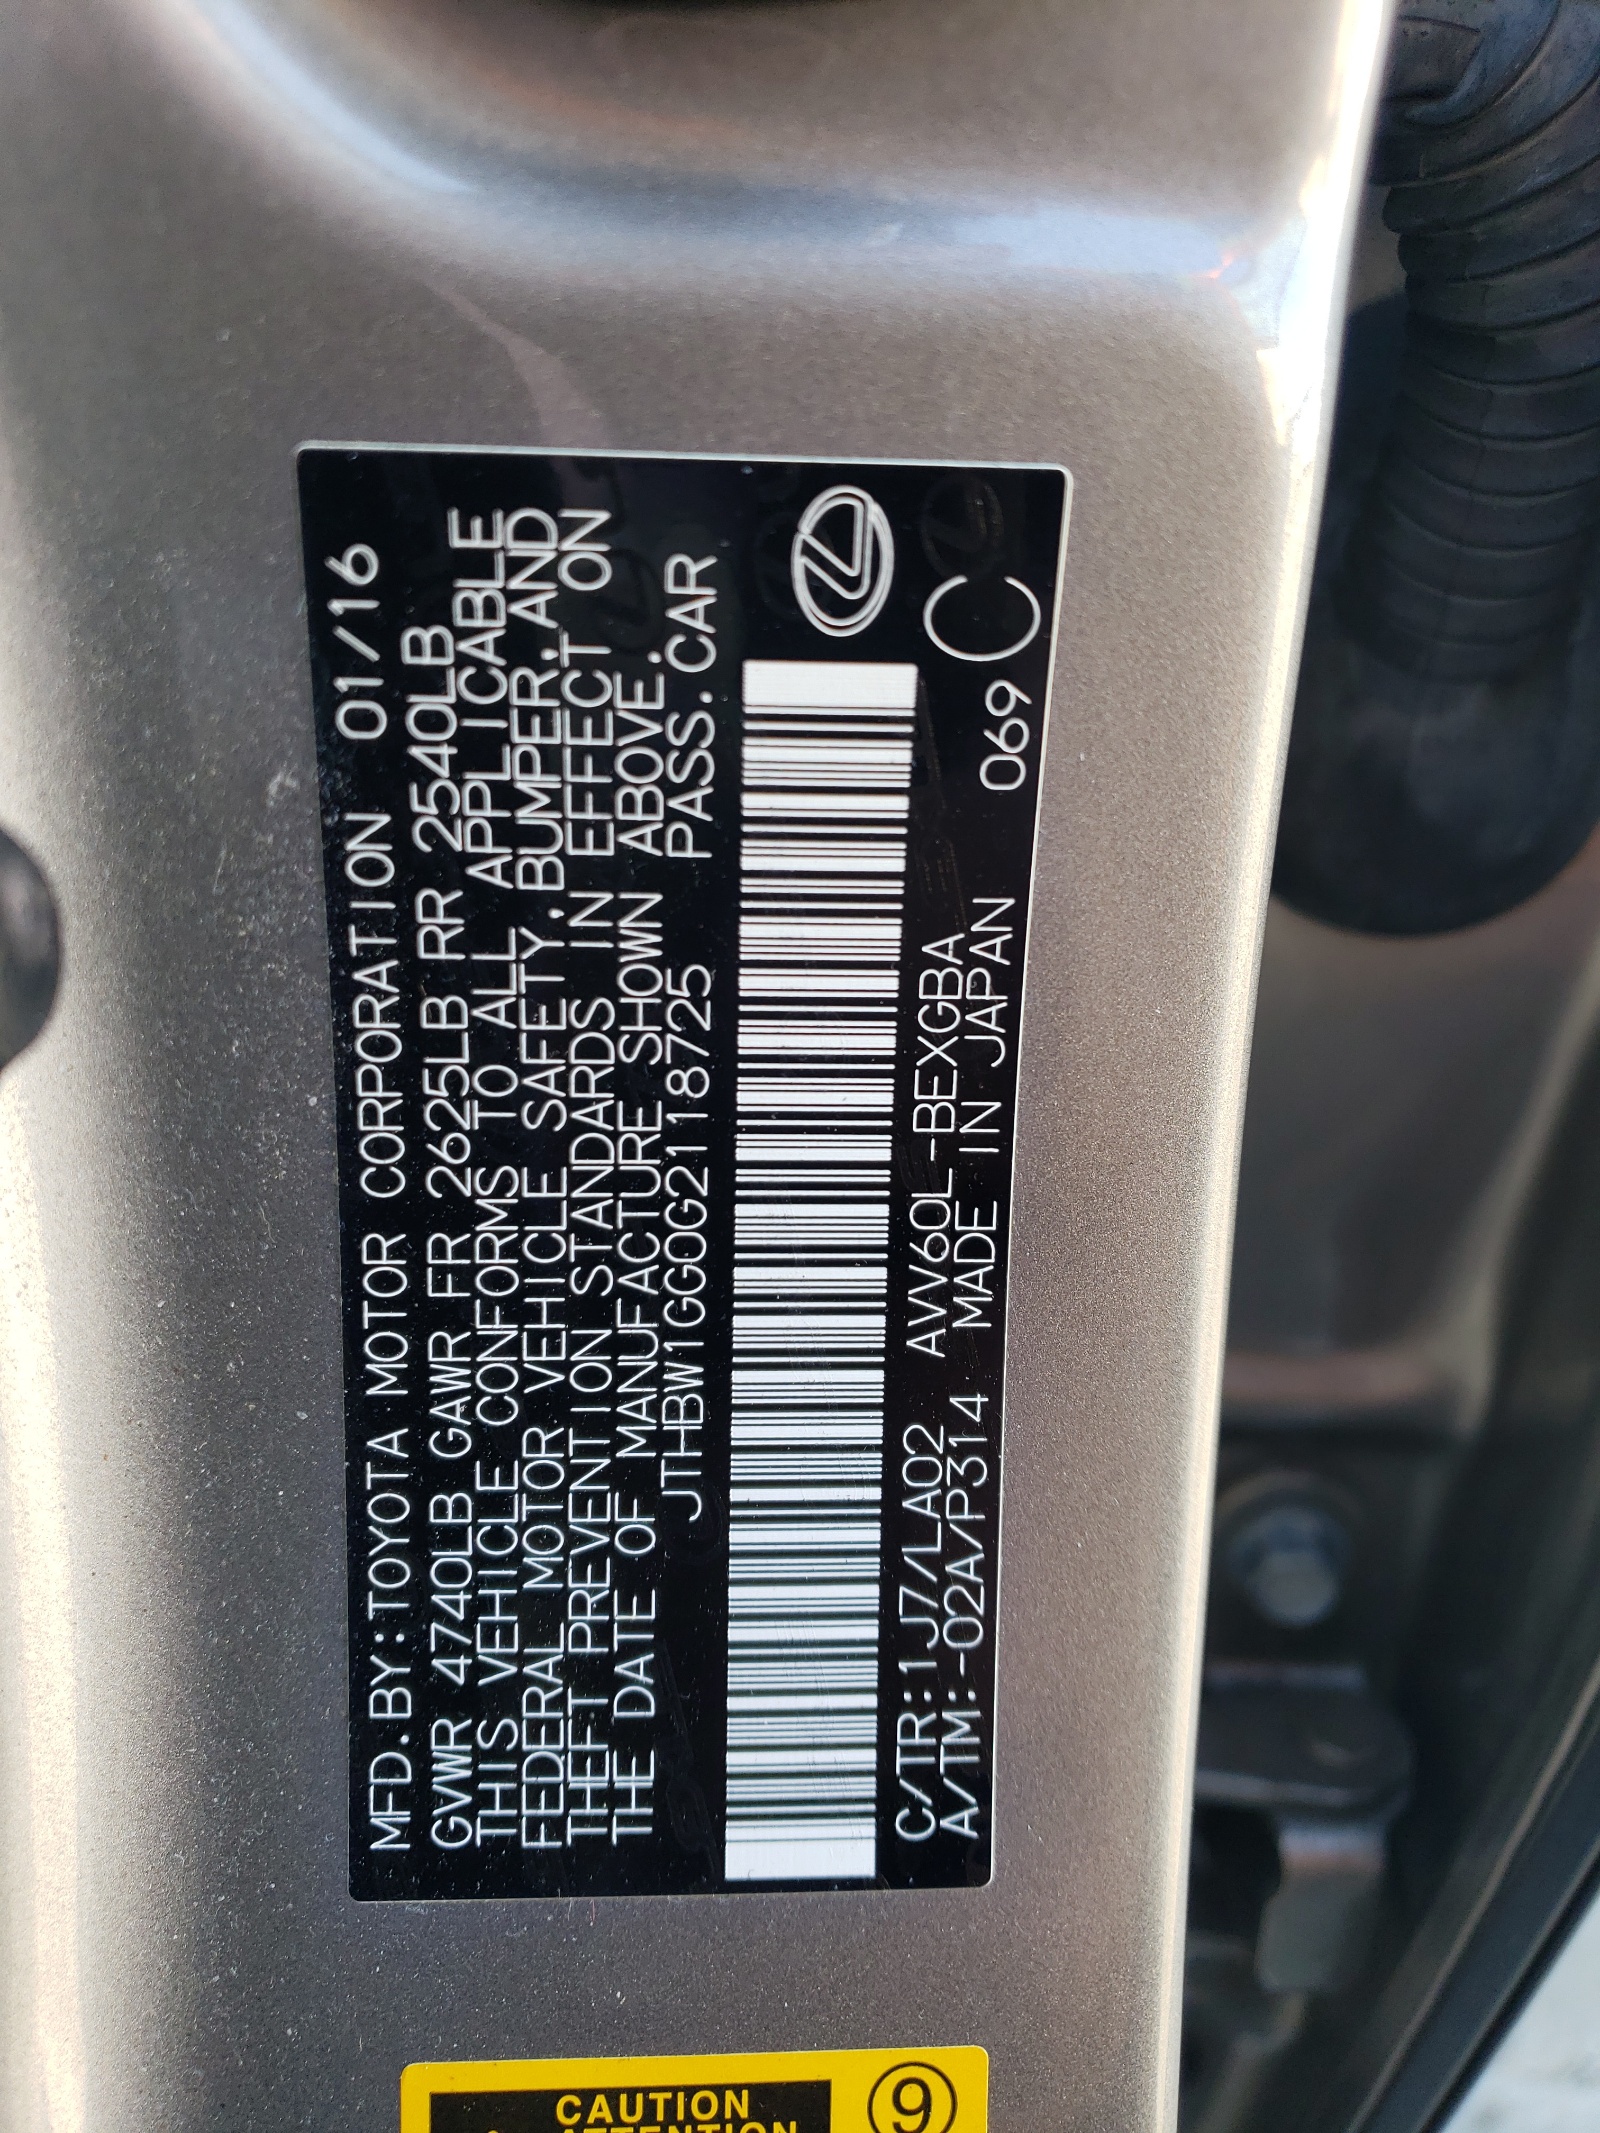 MFD.BY:TOYOTA MOTOR CORPORATION 01/16
GVWR 4740LB GAWR FR 2625LB RR 2540LB
THIS VEHICLE CONFORMS TO ALL APPLICABLE
FEDERAL MOTOR VEHICLE SAFETY, BUMPER, AND
THEFT PREVENTION STANDARDS IN EFFECT ON
THE DATE OF MANUFACTURE SHOWN ABOVE.
JTHBW1GG0G2118725 PASS.CAR
C/TR:1J7/LA02 AVV60L-BEXGBA
A/TM:-02A/P314 MADE IN JAPAN 069 C
CAUTION 9
ATTENTION